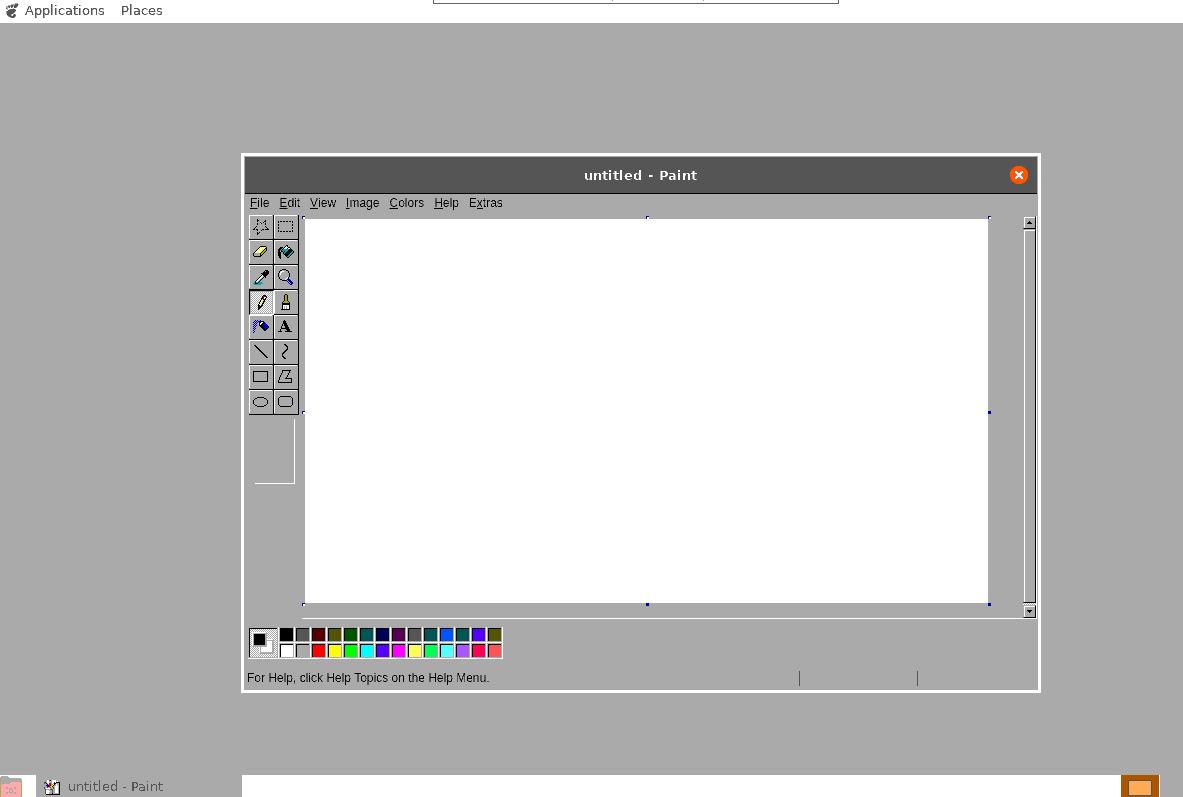 Applications Places
untitled - Paint
File Edit View Image Colors Help Extras
A
For Help, click Help Topics on the Help Menu.
untitled - Paint